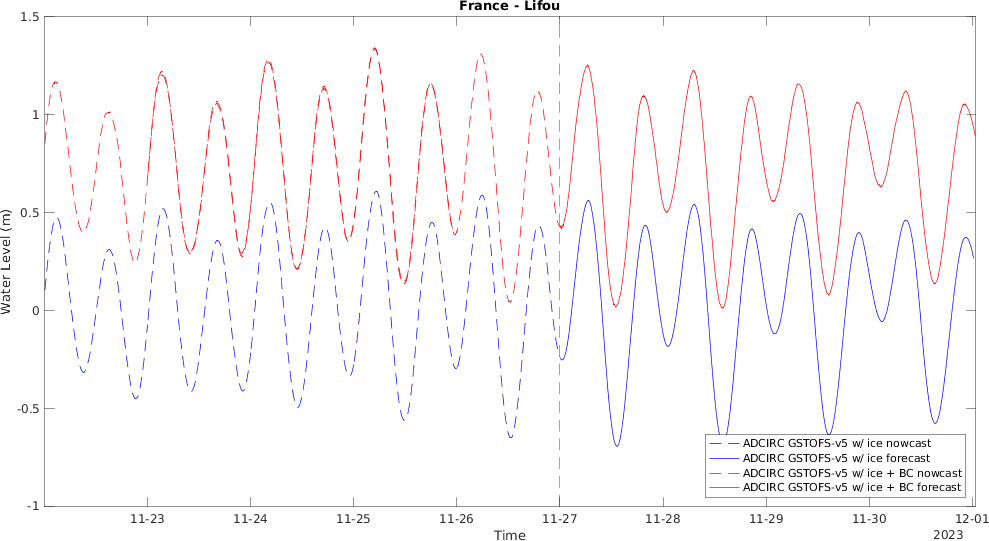 France - Lifou
1.5
1
0.5
0
-0.5
-1
Water Level (m)
ADCIRC GSTOFS-v5 w/ ice nowcast
ADCIRC GSTOFS-v5 w/ ice forecast
ADCIRC GSTOFS-v5 w/ ice + BC nowcast
ADCIRC GSTOFS-v5 w/ ice + BC forecast
11-23 11-24 11-25 11-26 11-27 11-28 11-29 11-30 12-01
Time
2023